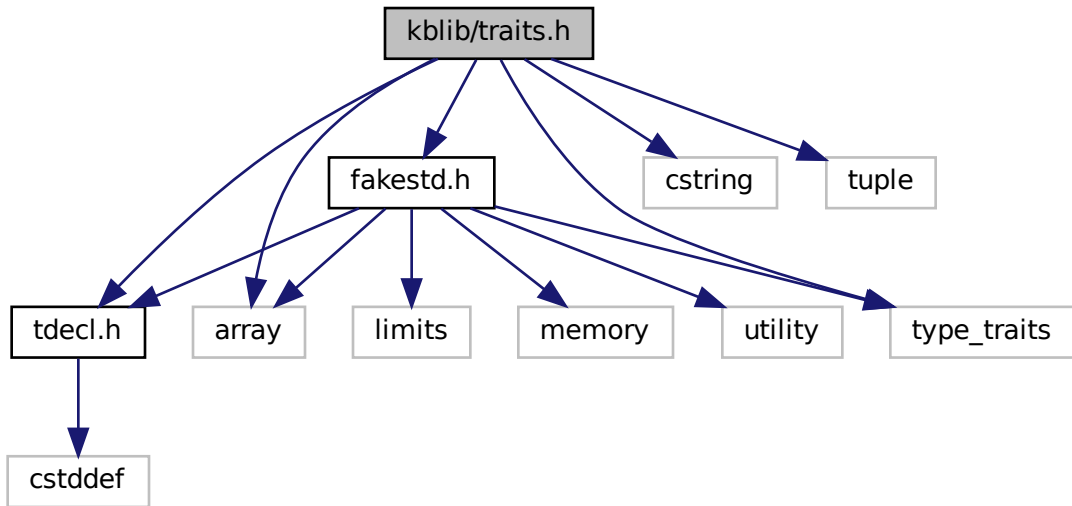 kblib/traits.h
fakestd.h
cstring
tuple
tdecl.h
array
limits
memory
utility
type_traits
cstddef